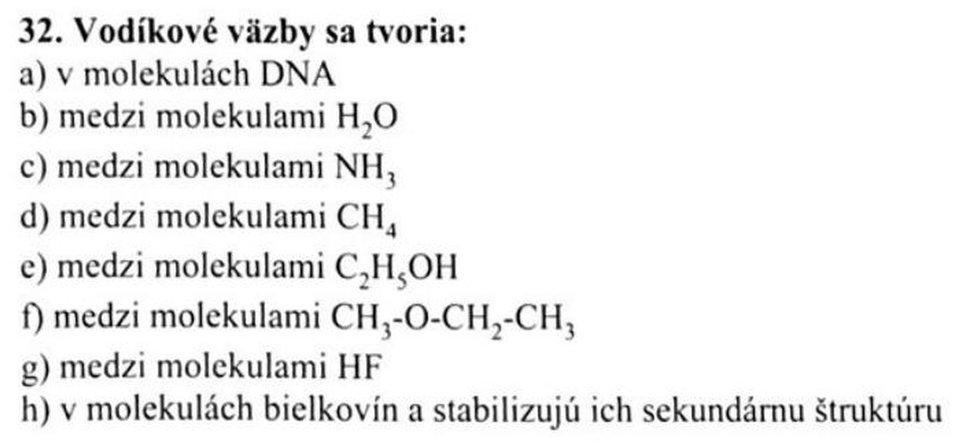 32. Vodíkové väzby sa tvoria:
a) v molekulách DNA
b) medzi molekulami H₂O
c) medzi molekulami NH₃
d) medzi molekulami CH₄
e) medzi molekulami C₂H₅OH
f) medzi molekulami CH₃-O-CH₂-CH₃
g) medzi molekulami HF
h) v molekulách bielkovín a stabilizujú ich sekundárnu štruktúru